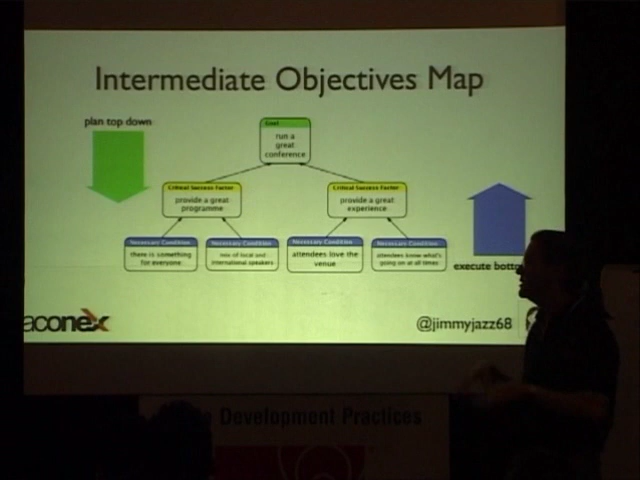 Intermediate Objectives Map
plan top down
Goal
run a
great
conference
Critical Success Factor
provide a great
programme
Critical Success Factor
provide a great
experience
Necessary Condition
there is something
for everyone
Necessary Condition
mix of local and
international speakers
Necessary Condition
attendees love the
venue
Necessary Condition
attendees know what's
going on at all times
execute
aconex
@jimmyjazz68
Development Practices